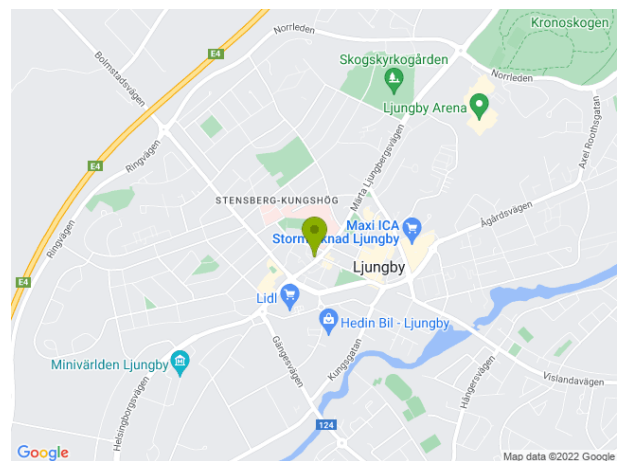 Kronoskogen
Norrleden
E4
Bolmstadsvägen
Skogskyrkogården
Norrleden
Ljungby Arena
Axel Roothsgatan
Ringvägen
Märta Ljungbergsvägen
E4
STENSBERG-KUNGSHÖG
Ågårdsvägen
Maxi ICA
Ringvägen
Ljungby
E4
Lidl
Hedin Bil - Ljungby
Minivärlden Ljungby
Gängesvägen
Kungsgatan
Hångersvägen
Vislandavägen
Helsingborgsvägen
124
Google
Map data ©2022 Google